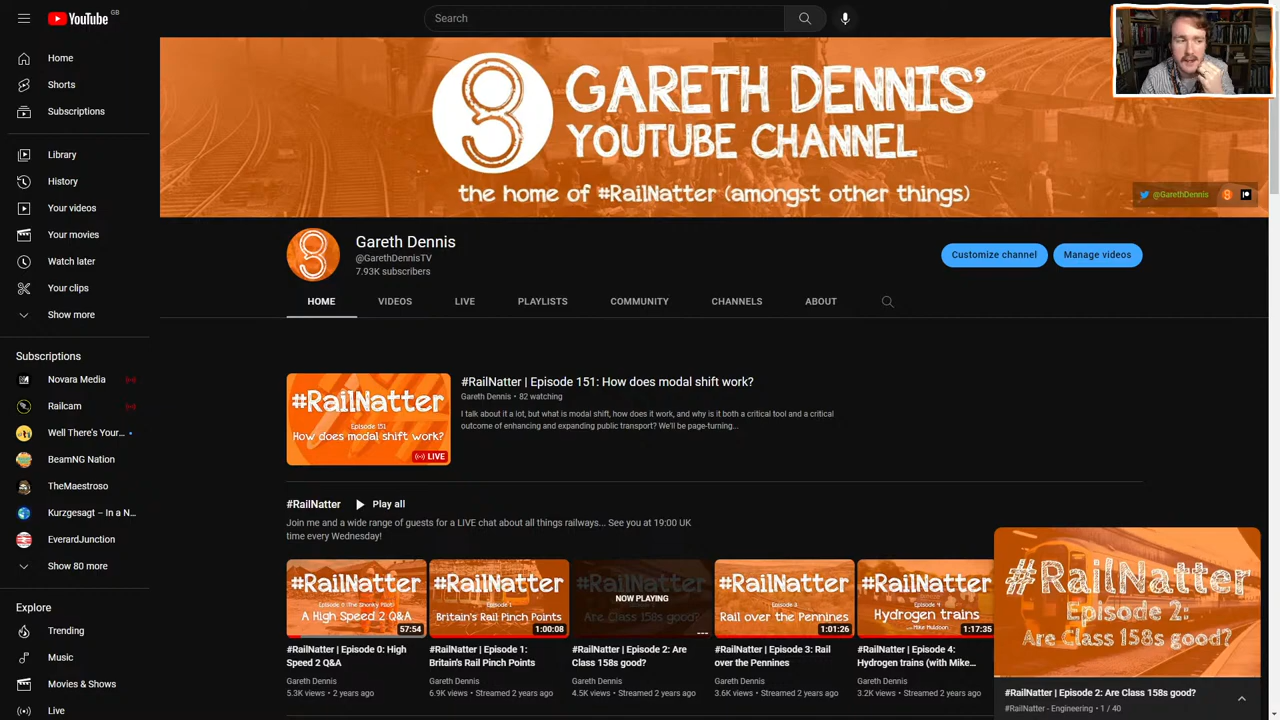 YouTube GB
Search
Home
Shorts
Subscriptions
Library
History
Your videos
Your movies
Watch later
Your clips
Show more
Subscriptions
Novara Media
Railcam
Well There's Your...
BeamNG Nation
TheMaestroso
Kurzgesagt – In a N...
EverardJunction
Show 80 more
Explore
Trending
Music
Movies & Shows
Live
GARETH DENNIS'
YOUTUBE CHANNEL
the home of #RailNatter (amongst other things)
@GarethDennis
Gareth Dennis
@GarethDennisTV
7.93K subscribers
Customize channel
Manage videos
HOME
VIDEOS
LIVE
PLAYLISTS
COMMUNITY
CHANNELS
ABOUT
#RailNatter
Episode 151
How does modal shift work?
LIVE
#RailNatter | Episode 151: How does modal shift work?
Gareth Dennis • 82 watching
I talk about it a lot, but what is modal shift, how does it work, and why is it both a critical tool and a critical
outcome of enhancing and expanding public transport? We'll be page-turning...
#RailNatter
Play all
Join me and a wide range of guests for a LIVE chat about all things railways... See you at 19:00 UK
time every Wednesday!
#RailNatter
Episode 0 (The Shonky Pilot)
A High Speed 2 Q&A
57:54
#RailNatter | Episode 0: High
Speed 2 Q&A
Gareth Dennis
5.3K views • 2 years ago
#RailNatter
Episode 1
Britain's Rail Pinch Points
1:00:08
#RailNatter | Episode 1:
Britain's Rail Pinch Points
Gareth Dennis
6.9K views • Streamed 2 years ago
#RailNatter
NOW PLAYING
Are Class 158s good?
#RailNatter | Episode 2: Are
Class 158s good?
Gareth Dennis
4.5K views • Streamed 2 years ago
#RailNatter
Rail over the Pennines
1:01:26
#RailNatter | Episode 3: Rail
over the Pennines
Gareth Dennis
3.6K views • Streamed 2 years ago
#RailNatter
Episode 4
Hydrogen trains
1:17:35
#RailNatter | Episode 4:
Hydrogen trains (with Mike...
Gareth Dennis
3.2K views • Streamed 2 years ago
#RailNatter
Episode 2:
Are Class 158s good?
#RailNatter | Episode 2: Are Class 158s good?
#RailNatter - Engineering • 1 / 40